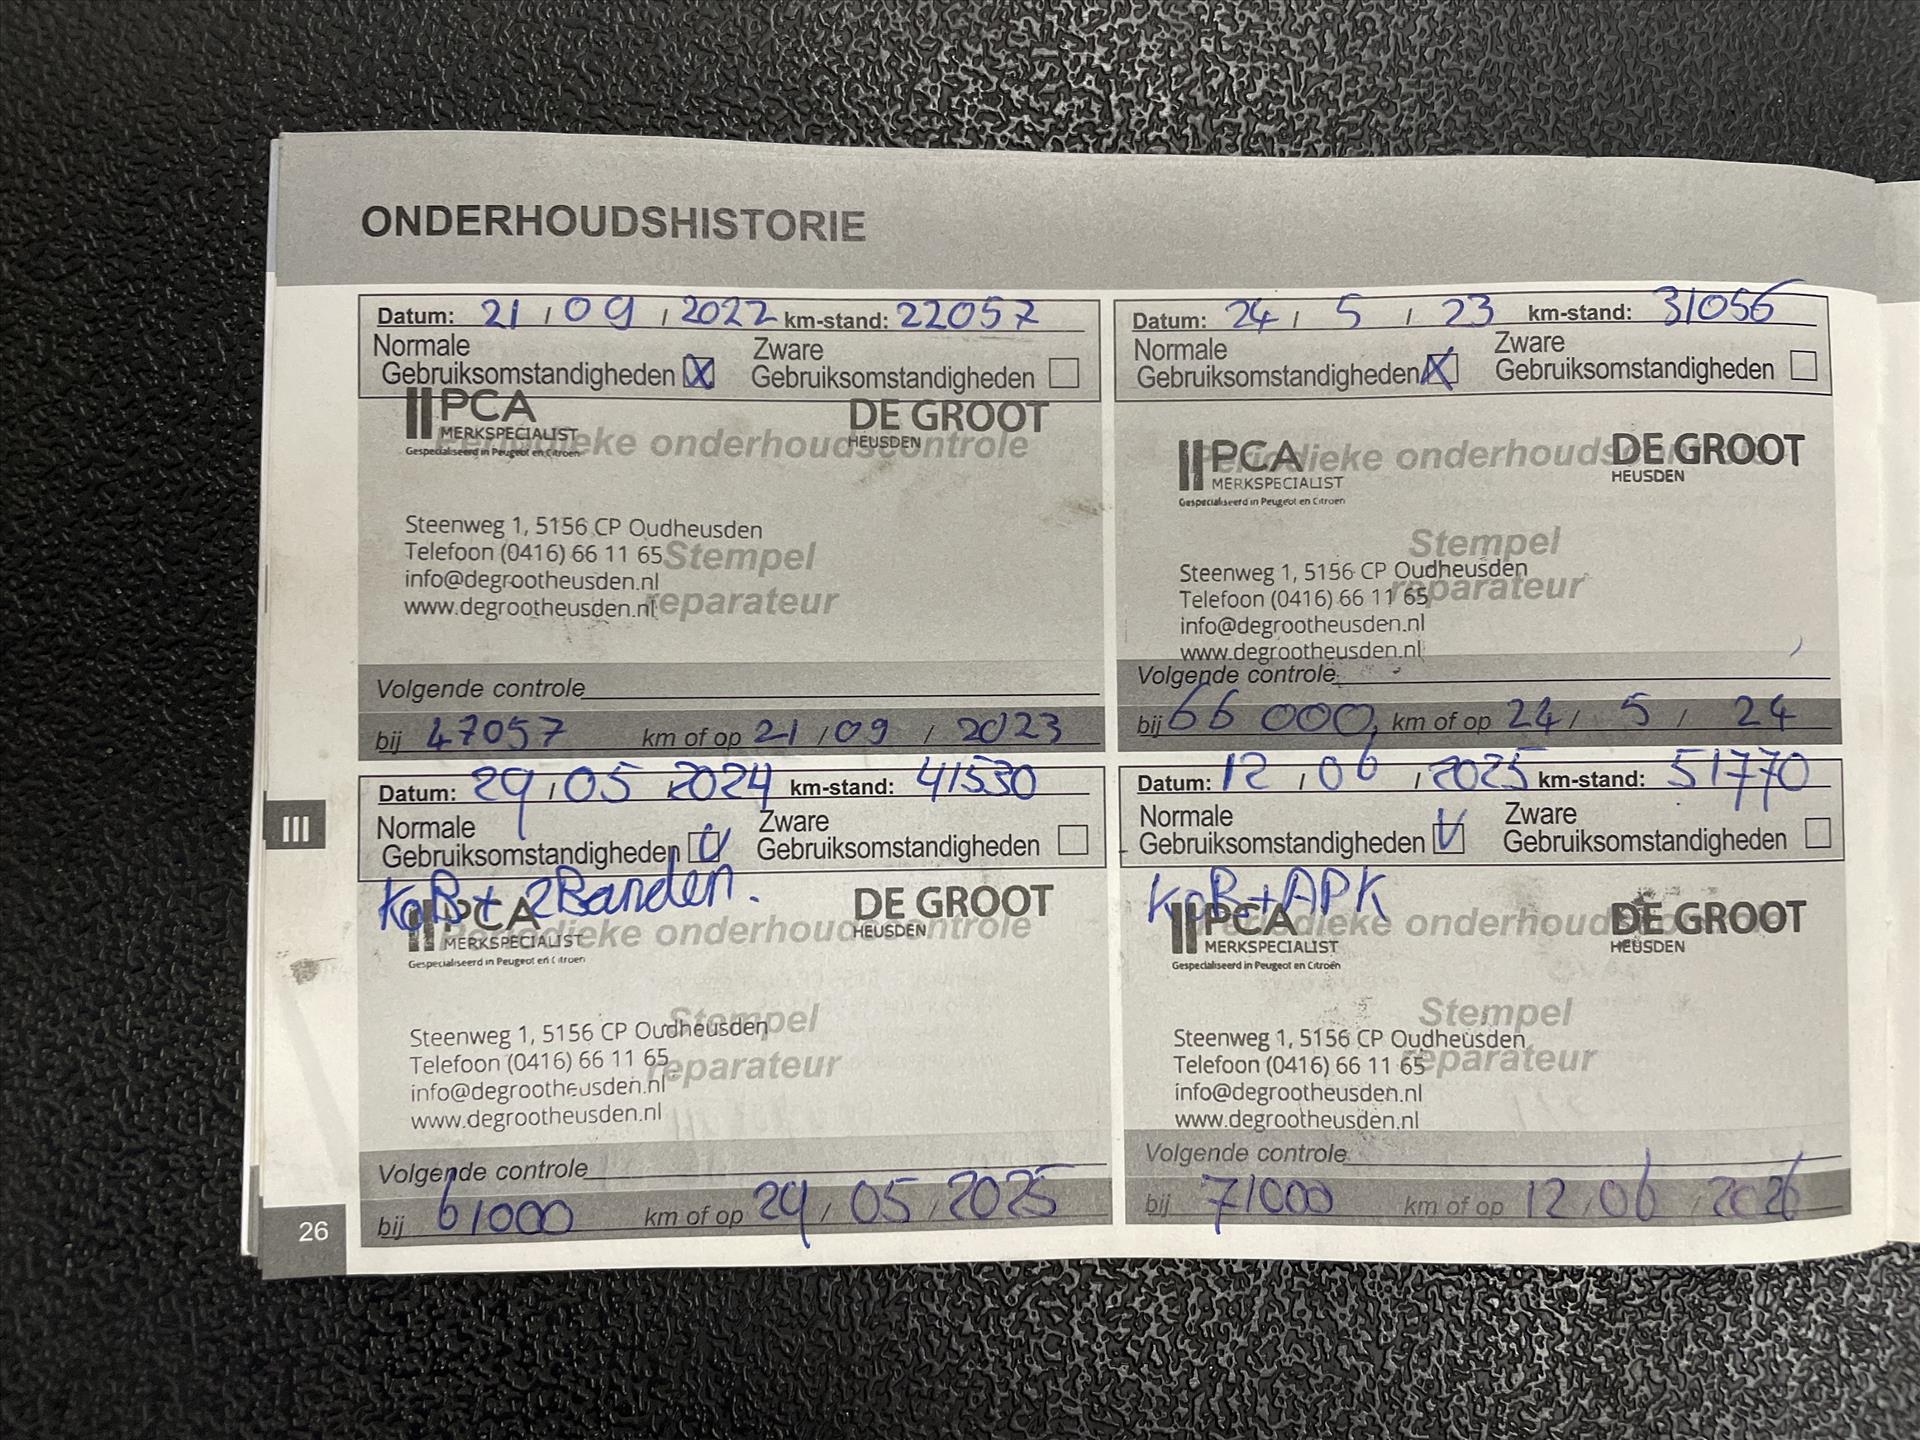 ONDERHOUDSHISTORIE
Datum: 21 / 09 / 2022 km-stand: 22057
Normale Gebruiksomstandigheden X Zware Gebruiksomstandigheden
PCA DE GROOT
MERKSPECIALIST HEUSDEN
Gespecialiseerd in Peugeot en Citroën
Periodieke onderhoudscontrole
Steenweg 1, 5156 CP Oudheusden
Telefoon (0416) 66 11 65
info@degrootheusden.nl
www.degrootheusden.nl
Stempel
reparateur
Volgende controle
bij 47057 km of op 21 / 09 / 2023
Datum: 24 / 5 / 23 km-stand: 31056
Normale Gebruiksomstandigheden X Zware Gebruiksomstandigheden
PCA DE GROOT
MERKSPECIALIST HEUSDEN
Gespecialiseerd in Peugeot en Citroën
Periodieke onderhoudscontrole
Stempel
reparateur
Steenweg 1, 5156 CP Oudheusden
Telefoon (0416) 66 11 65
info@degrootheusden.nl
www.degrootheusden.nl
Volgende controle
bij 66 000 km of op 24 / 5 / 24
Datum: 29 / 05 / 2024 km-stand: 41530
Normale Gebruiksomstandigheden V Zware Gebruiksomstandigheden
KGB + 2 Banden.
PCA DE GROOT
MERKSPECIALIST HEUSDEN
Gespecialiseerd in Peugeot en Citroen
Periodieke onderhoudscontrole
Stempel
reparateur
Steenweg 1, 5156 CP Oudheusden
Telefoon (0416) 66 11 65
info@degrootheusden.nl
www.degrootheusden.nl
Volgende controle
bij 61000 km of op 29 / 05 / 2025
Datum: 12 / 06 / 2025 km-stand: 51770
Normale Gebruiksomstandigheden V Zware Gebruiksomstandigheden
KGB + APK
PCA DE GROOT
MERKSPECIALIST HEUSDEN
Gespecialiseerd in Peugeot en Citroën
Periodieke onderhoudscontrole
Stempel
reparateur
Steenweg 1, 5156 CP Oudheusden
Telefoon (0416) 66 11 65
info@degrootheusden.nl
www.degrootheusden.nl
Volgende controle
bij 71000 km of op 12 / 06 / 2026
III
26